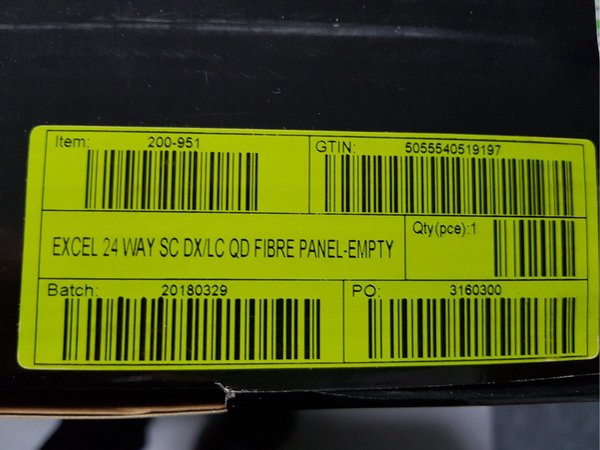 Item: 200-951
GTIN: 5055540519197
EXCEL 24 WAY SC DX/LC QD FIBRE PANEL-EMPTY
Qty(pce):1
Batch: 20180329
PO: 3160300